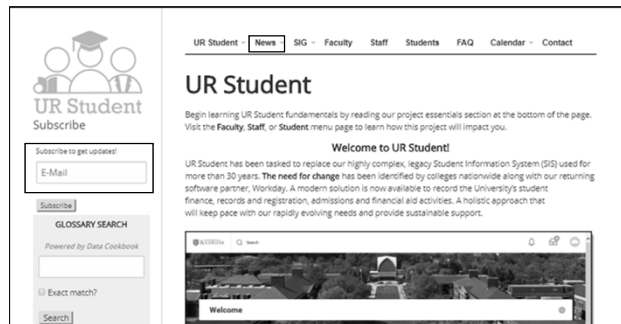 UR Student
Subscribe
Subscribe to get updates!
E-Mail
Subscribe
GLOSSARY SEARCH
Powered by Data Cookbook
Exact match?
Search
UR Student News SIG Faculty Staff Students FAQ Calendar Contact
UR Student
Begin learning UR Student fundamentals by reading our project essentials section at the bottom of the page.
Visit the Faculty, Staff, or Student menu page to learn how this project will impact you.
Welcome to UR Student!
UR Student has been tasked to replace our highly complex, legacy Student Information System (SIS) used for
more than 30 years. The need for change has been identified by colleges nationwide along with our returning
software partner, Workday. A modern solution is now available to record the University's student
finance, records and registration, admissions and financial aid activities. A holistic approach that
will keep pace with our rapidly evolving needs and provide sustainable support.
Search
Welcome